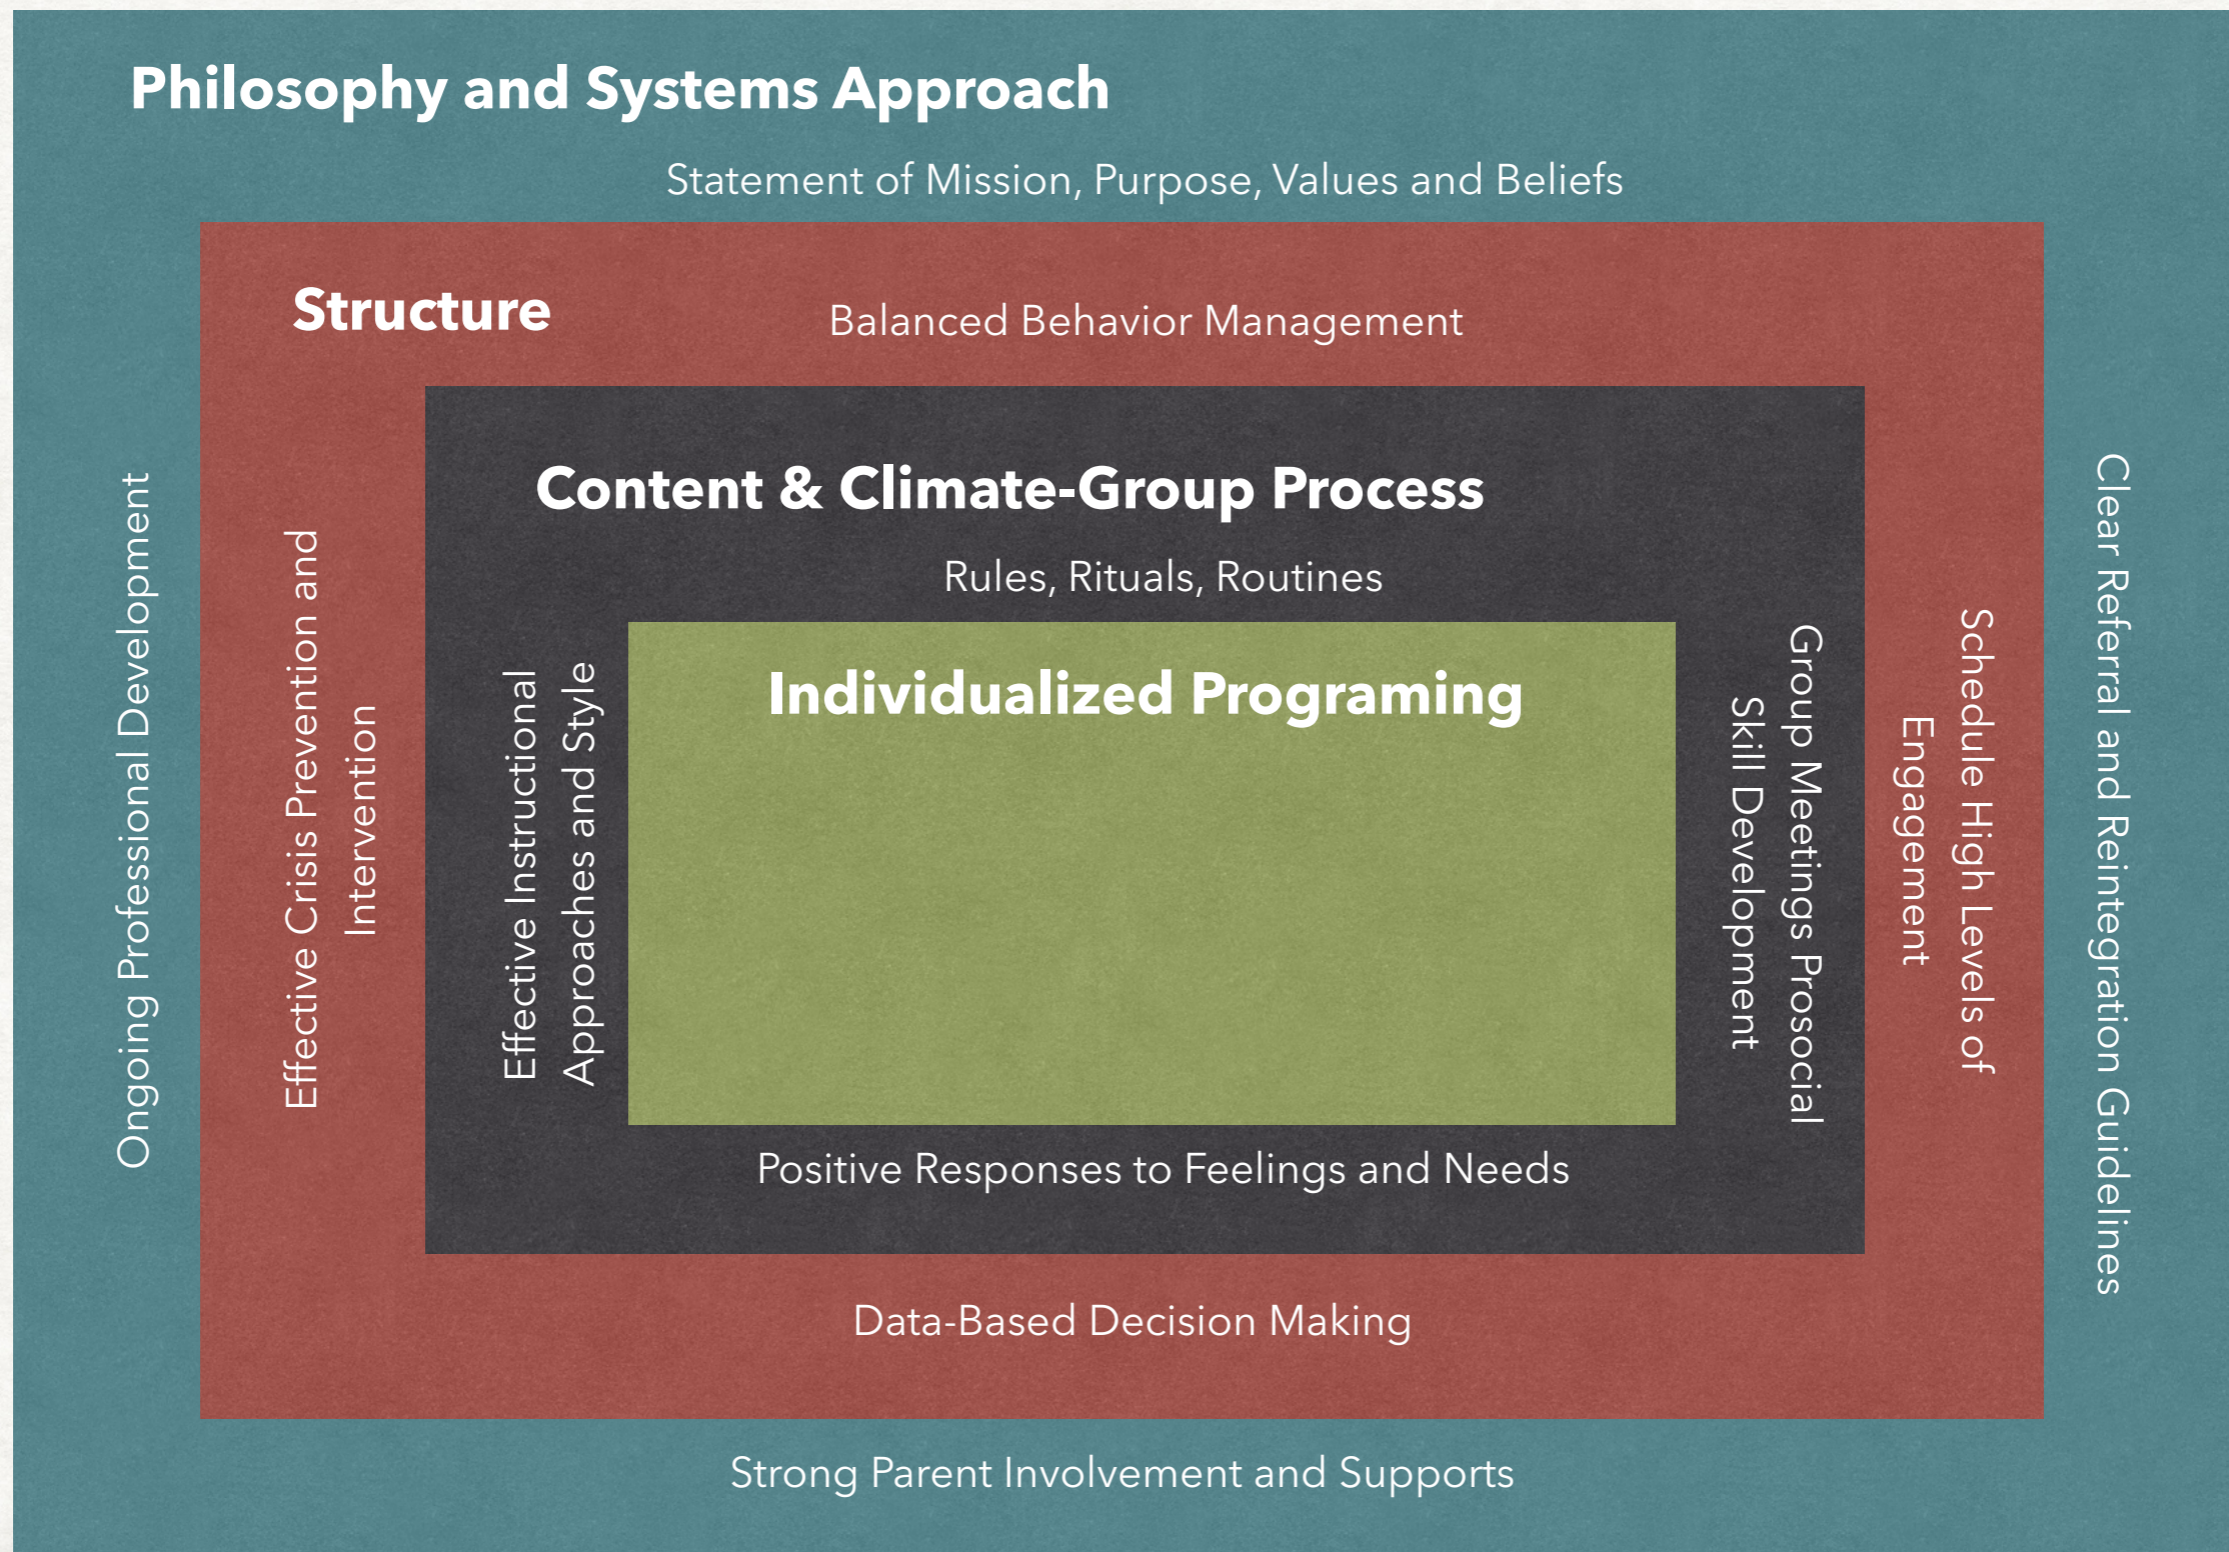 Philosophy and Systems Approach
Statement of Mission, Purpose, Values and Beliefs
Ongoing Professional Development
Clear Referral and Reintegration Guidelines
Strong Parent Involvement and Supports
Structure
Balanced Behavior Management
Effective Crisis Prevention and
Intervention
Schedule High Levels of
Engagement
Data-Based Decision Making
Content & Climate-Group Process
Rules, Rituals, Routines
Effective Instructional
Approaches and Style
Group Meetings Prosocial
Skill Development
Positive Responses to Feelings and Needs
Individualized Programing